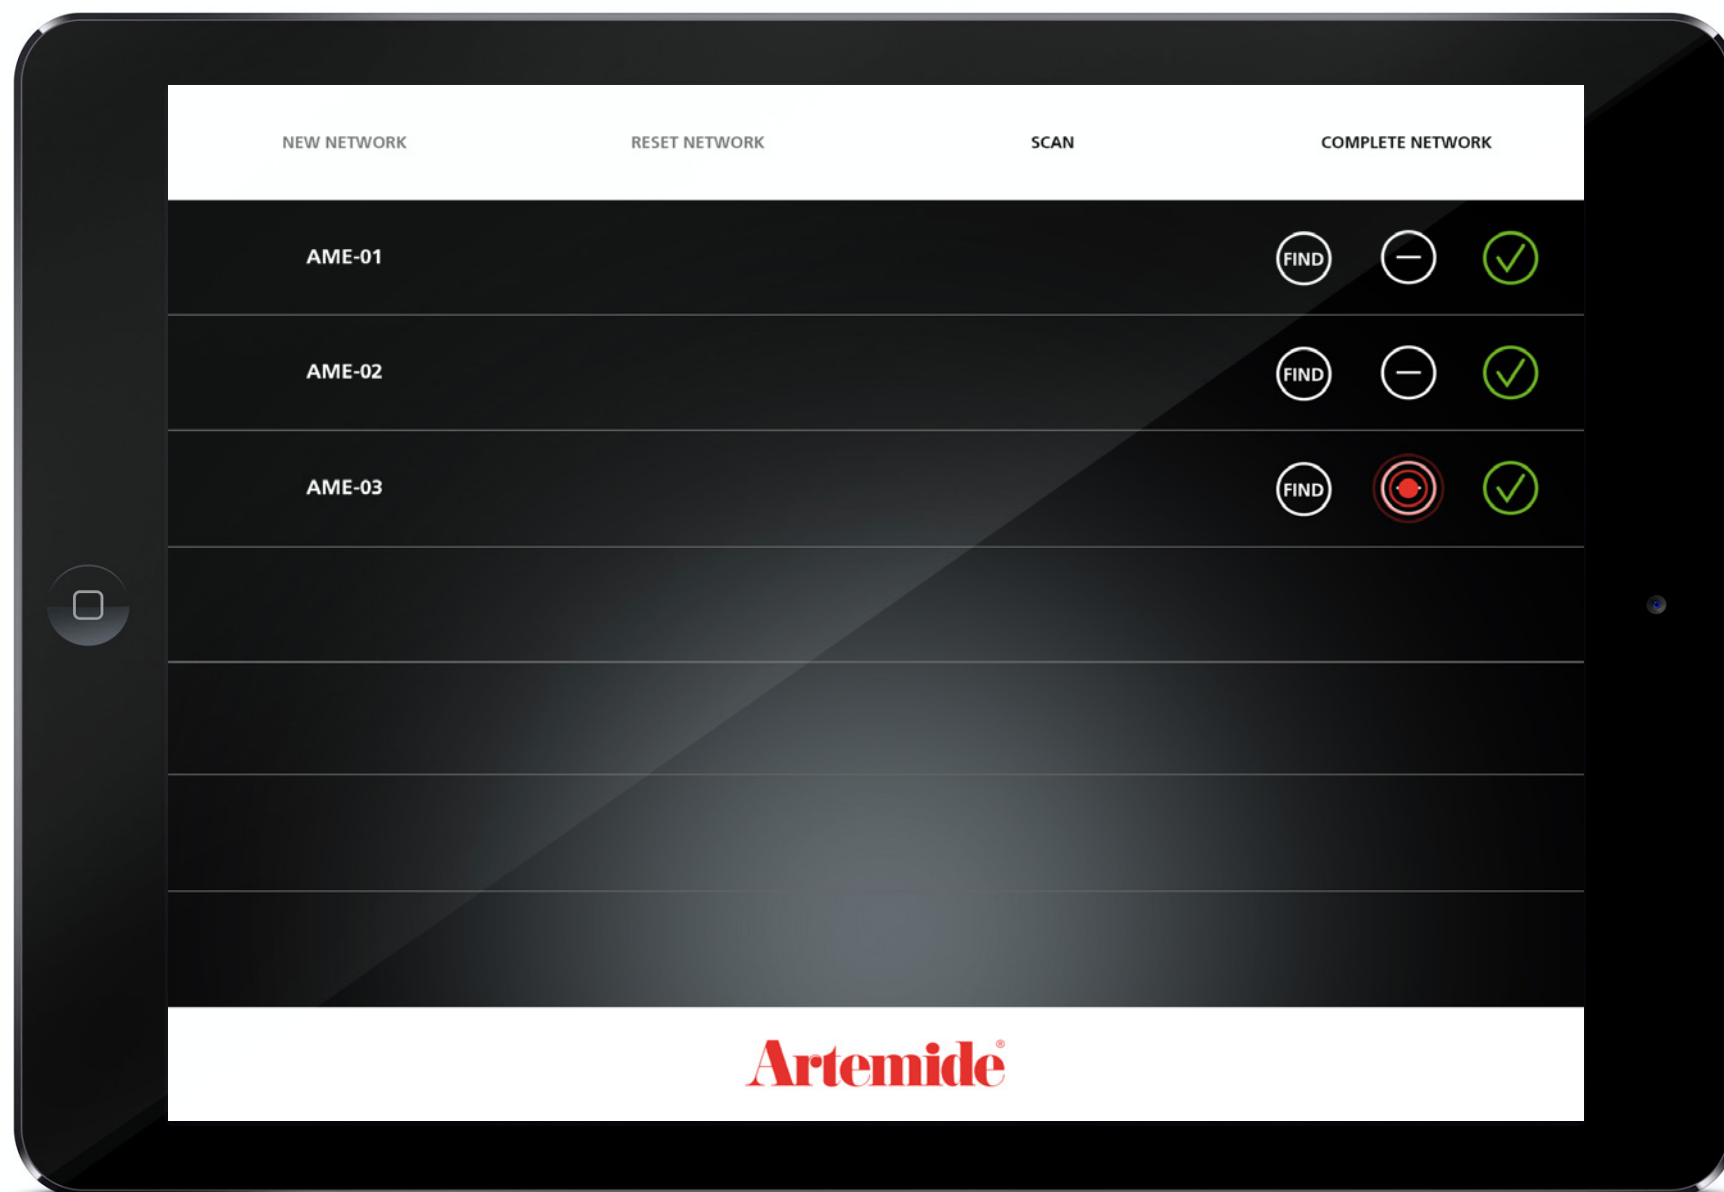 NEW NETWORK RESET NETWORK SCAN COMPLETE NETWORK
AME-01 FIND
AME-02 FIND
AME-03 FIND
Artemide®